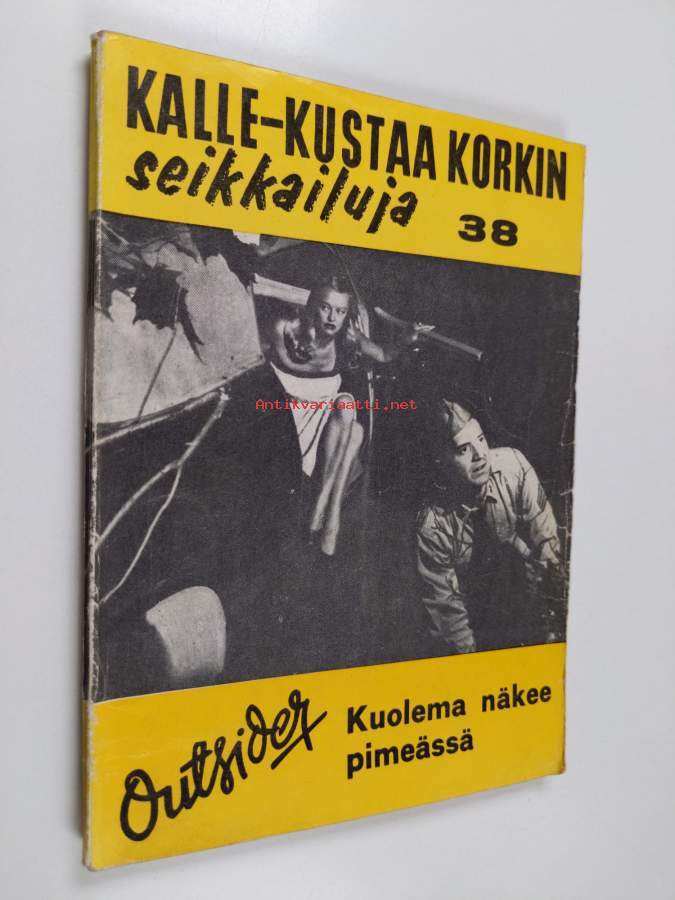 KALLE-KUSTAA KORKIN
seikkailuja 38
Antikvariaatti.net
Outsider
Kuolema näkee
pimeässä